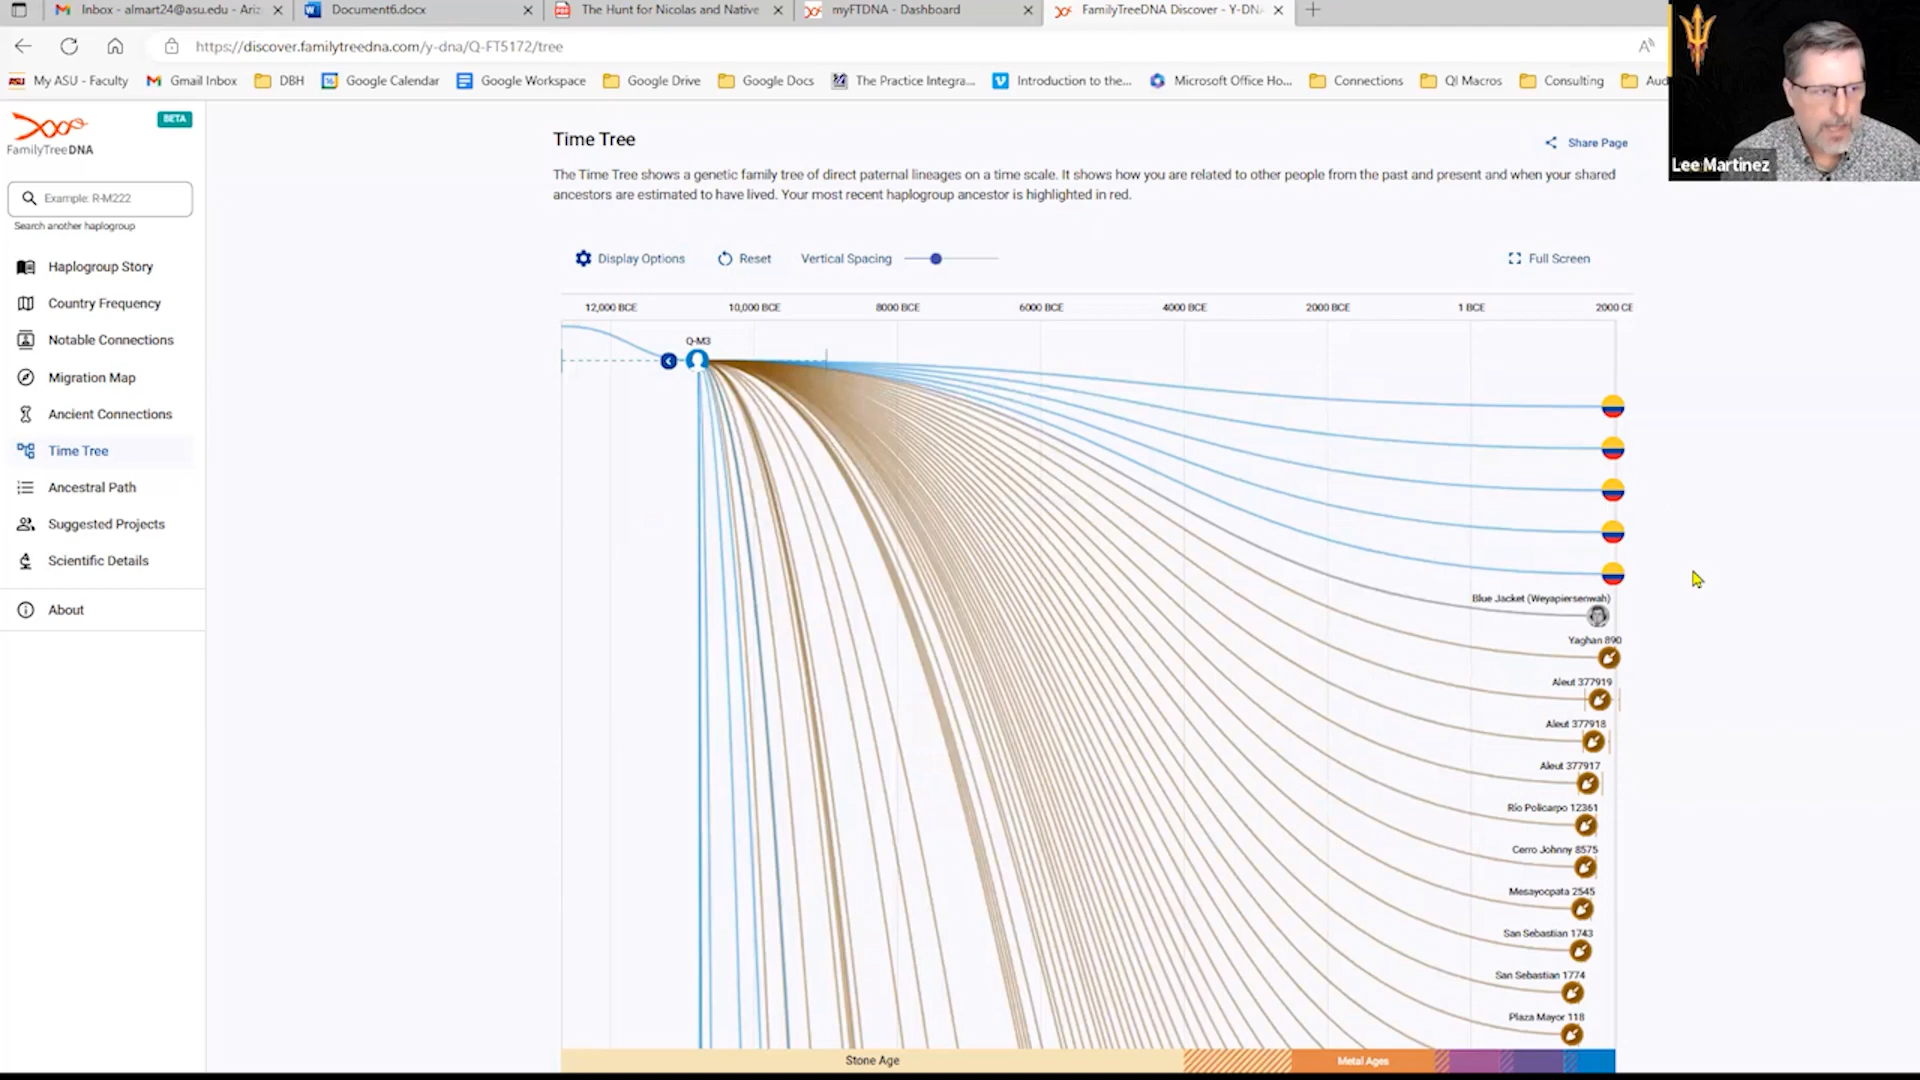 Inbox - almart24@asu.edu - Ariz
Document6.docx
The Hunt for Nicolas and Native
myFTDNA - Dashboard
FamilyTreeDNA Discover - Y-DN
https://discover.familytreedna.com/y-dna/Q-FT5172/tree
My ASU - Faculty
Gmail Inbox
DBH
Google Calendar
Google Workspace
Google Drive
Google Docs
The Practice Integra...
Introduction to the...
Microsoft Office Ho...
Connections
QI Macros
Consulting
Aud
Lee Martinez
BETA
FamilyTreeDNA
Example: R-M222
Search another haplogroup
Haplogroup Story
Country Frequency
Notable Connections
Migration Map
Ancient Connections
Time Tree
Ancestral Path
Suggested Projects
Scientific Details
About
Time Tree
Share Page
The Time Tree shows a genetic family tree of direct paternal lineages on a time scale. It shows how you are related to other people from the past and present and when your shared
ancestors are estimated to have lived. Your most recent haplogroup ancestor is highlighted in red.
Display Options
Reset
Vertical Spacing
Full Screen
12,000 BCE
10,000 BCE
8000 BCE
6000 BCE
4000 BCE
2000 BCE
1 BCE
2000 CE
Q-M3
Blue Jacket (Weyapiersenwah)
Yaghan 890
Aleut 377919
Aleut 377918
Aleut 377917
Río Policarpo 12361
Cerro Johnny 8575
Mesayocpata 2545
San Sebastian 1743
San Sebastian 1774
Plaza Mayor 118
Stone Age
Metal Ages